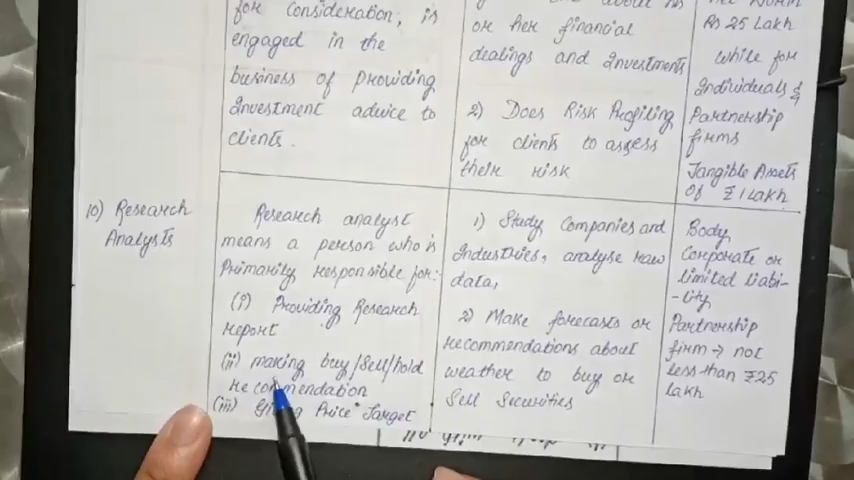 for consideration, is
engaged in the
business of providing
Investment advice to
clients.
or her financial
dealings and Investments
2) Does Risk Profiling
for clients to assess
their risk
Rs 25 Lakh
while for
Individuals &
Partnership
firms
Tangible Assets
of ₹1 Lakh
10) Research
Analysts
Research analyst
means a person who is
Primarily responsible for:
(i) Providing Research
report
(ii) making buy/Sell/hold
recommendation
(iii) Giving Price Target
1) Study Companies and
Industries, analyse raw
data,
2) Make forecasts or
recommendations about
weather to buy or
Sell Securities
Body
Corporate or
limited liabi-
-lity
Partnership
firm → not
less than ₹25
lakh